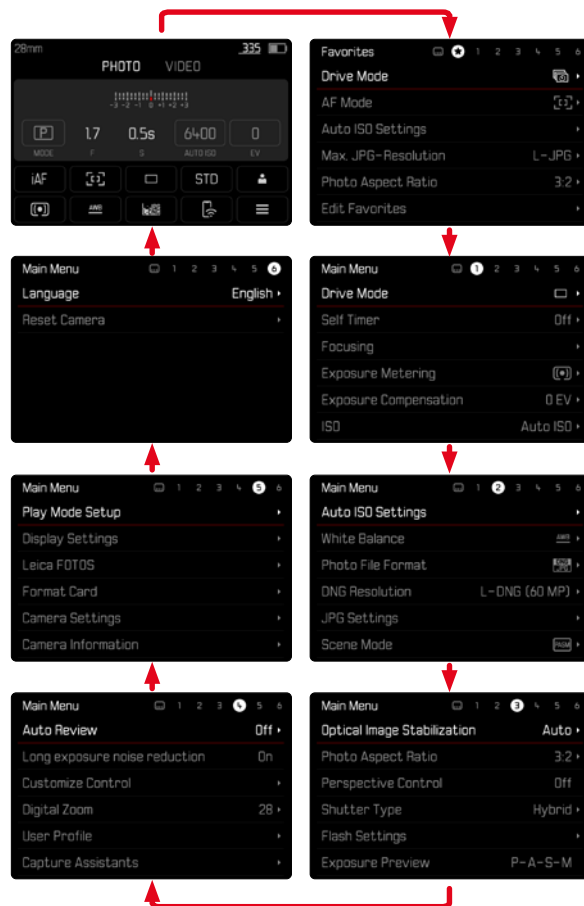 28mm 335
PHOTO VIDEO
-3 -2 -1 0 +1 +2 +3
P 1.7 0.5s 6400 0
MODE F S AUTO ISO EV
iAF STD
AWB
Favorites 1 2 3 4 5 6
Drive Mode
AF Mode
Auto ISO Settings
Max. JPG-Resolution L-JPG
Photo Aspect Ratio 3:2
Edit Favorites
Main Menu 1 2 3 4 5 6
Language English
Reset Camera
Main Menu 1 2 3 4 5 6
Drive Mode
Self Timer Off
Focusing
Exposure Metering
Exposure Compensation 0 EV
ISO Auto ISO
Main Menu 1 2 3 4 5 6
Play Mode Setup
Display Settings
Leica FOTOS
Format Card
Camera Settings
Camera Information
Main Menu 1 2 3 4 5 6
Auto ISO Settings
White Balance AWB
Photo File Format
DNG Resolution L-DNG (60 MP)
JPG Settings
Scene Mode PASM
Main Menu 1 2 3 4 5 6
Auto Review Off
Long exposure noise reduction On
Customize Control
Digital Zoom 28
User Profile
Capture Assistants
Main Menu 1 2 3 4 5 6
Optical Image Stabilization Auto
Photo Aspect Ratio 3:2
Perspective Control Off
Shutter Type Hybrid
Flash Settings
Exposure Preview P-A-S-M